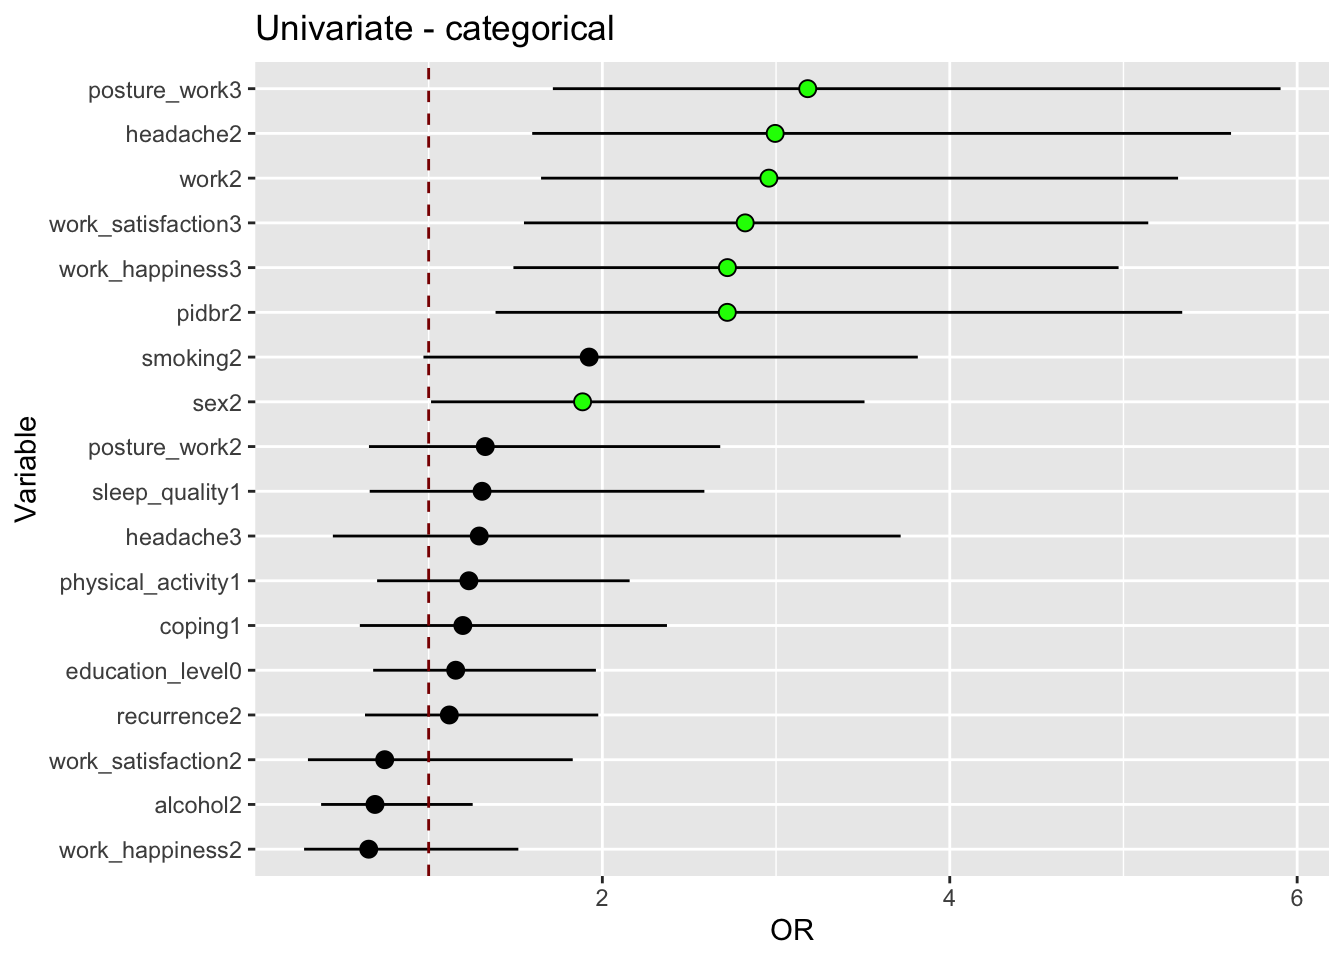 Univariate - categorical
posture_work3
headache2
work2
work_satisfaction3
work_happiness3
pidbr2
smoking2
sex2
posture_work2
sleep_quality1
headache3
physical_activity1
coping1
education_level0
recurrence2
work_satisfaction2
alcohol2
work_happiness2
Variable
2 4 6
OR